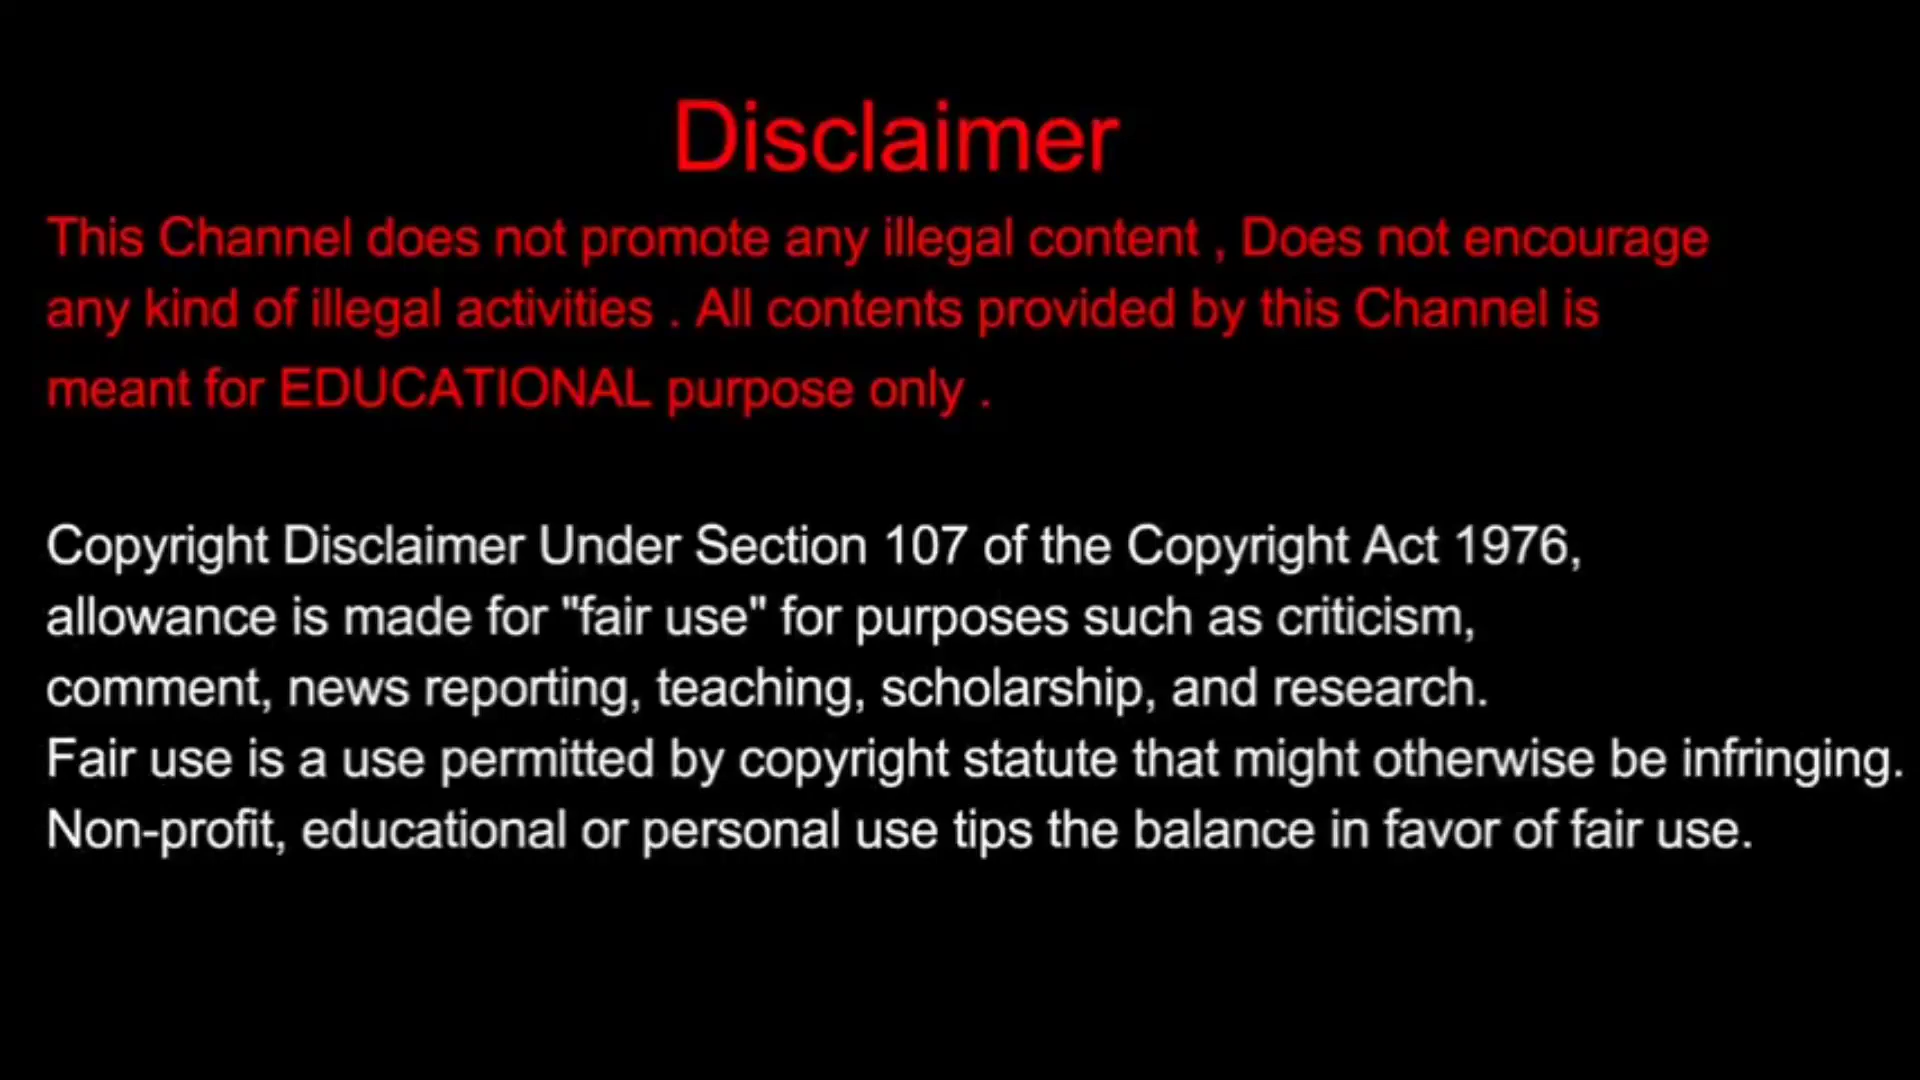 Disclaimer
This Channel does not promote any illegal content , Does not encourage
any kind of illegal activities . All contents provided by this Channel is
meant for EDUCATIONAL purpose only .
Copyright Disclaimer Under Section 107 of the Copyright Act 1976,
allowance is made for "fair use" for purposes such as criticism,
comment, news reporting, teaching, scholarship, and research.
Fair use is a use permitted by copyright statute that might otherwise be infringing.
Non-profit, educational or personal use tips the balance in favor of fair use.